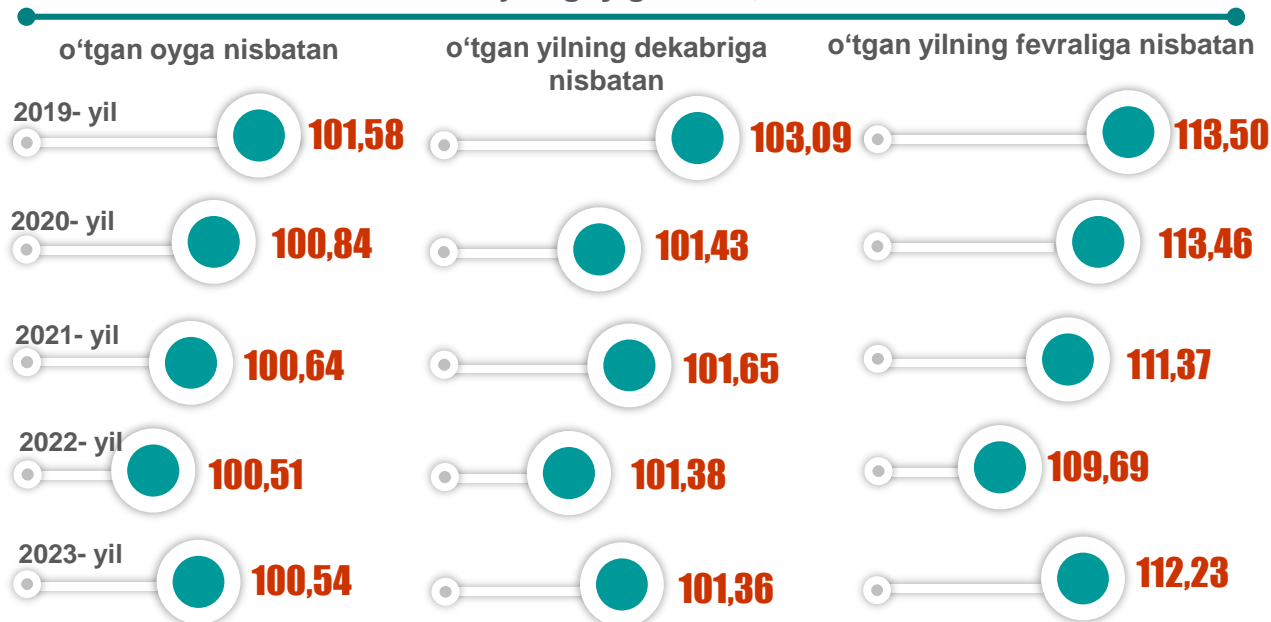 o‘tgan oyga nisbatan
o‘tgan yilning dekabriga
nisbatan
o‘tgan yilning fevraliga nisbatan
2019- yil
101,58
103,09
113,50
2020- yil
100,84
101,43
113,46
2021- yil
100,64
101,65
111,37
2022- yil
100,51
101,38
109,69
2023- yil
100,54
101,36
112,23